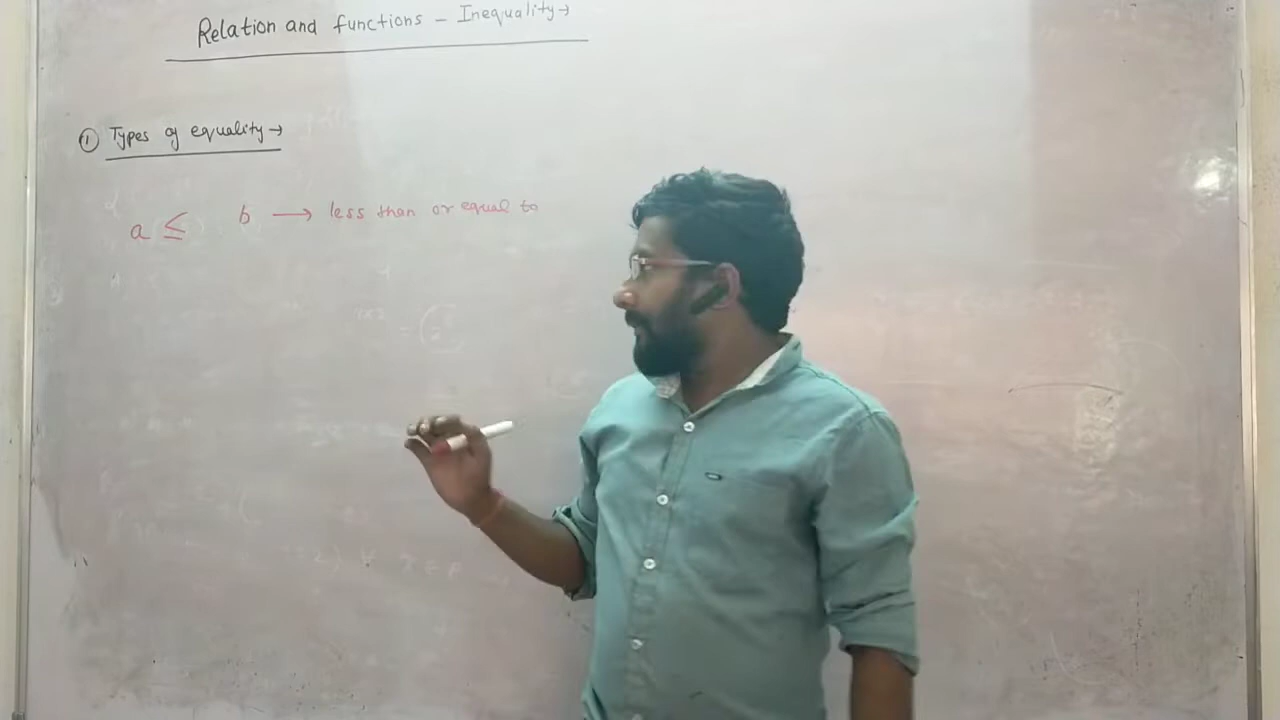 Relation and functions - Inequality→
① Types of equality→
a ≤ b ⟶ less than or equal to